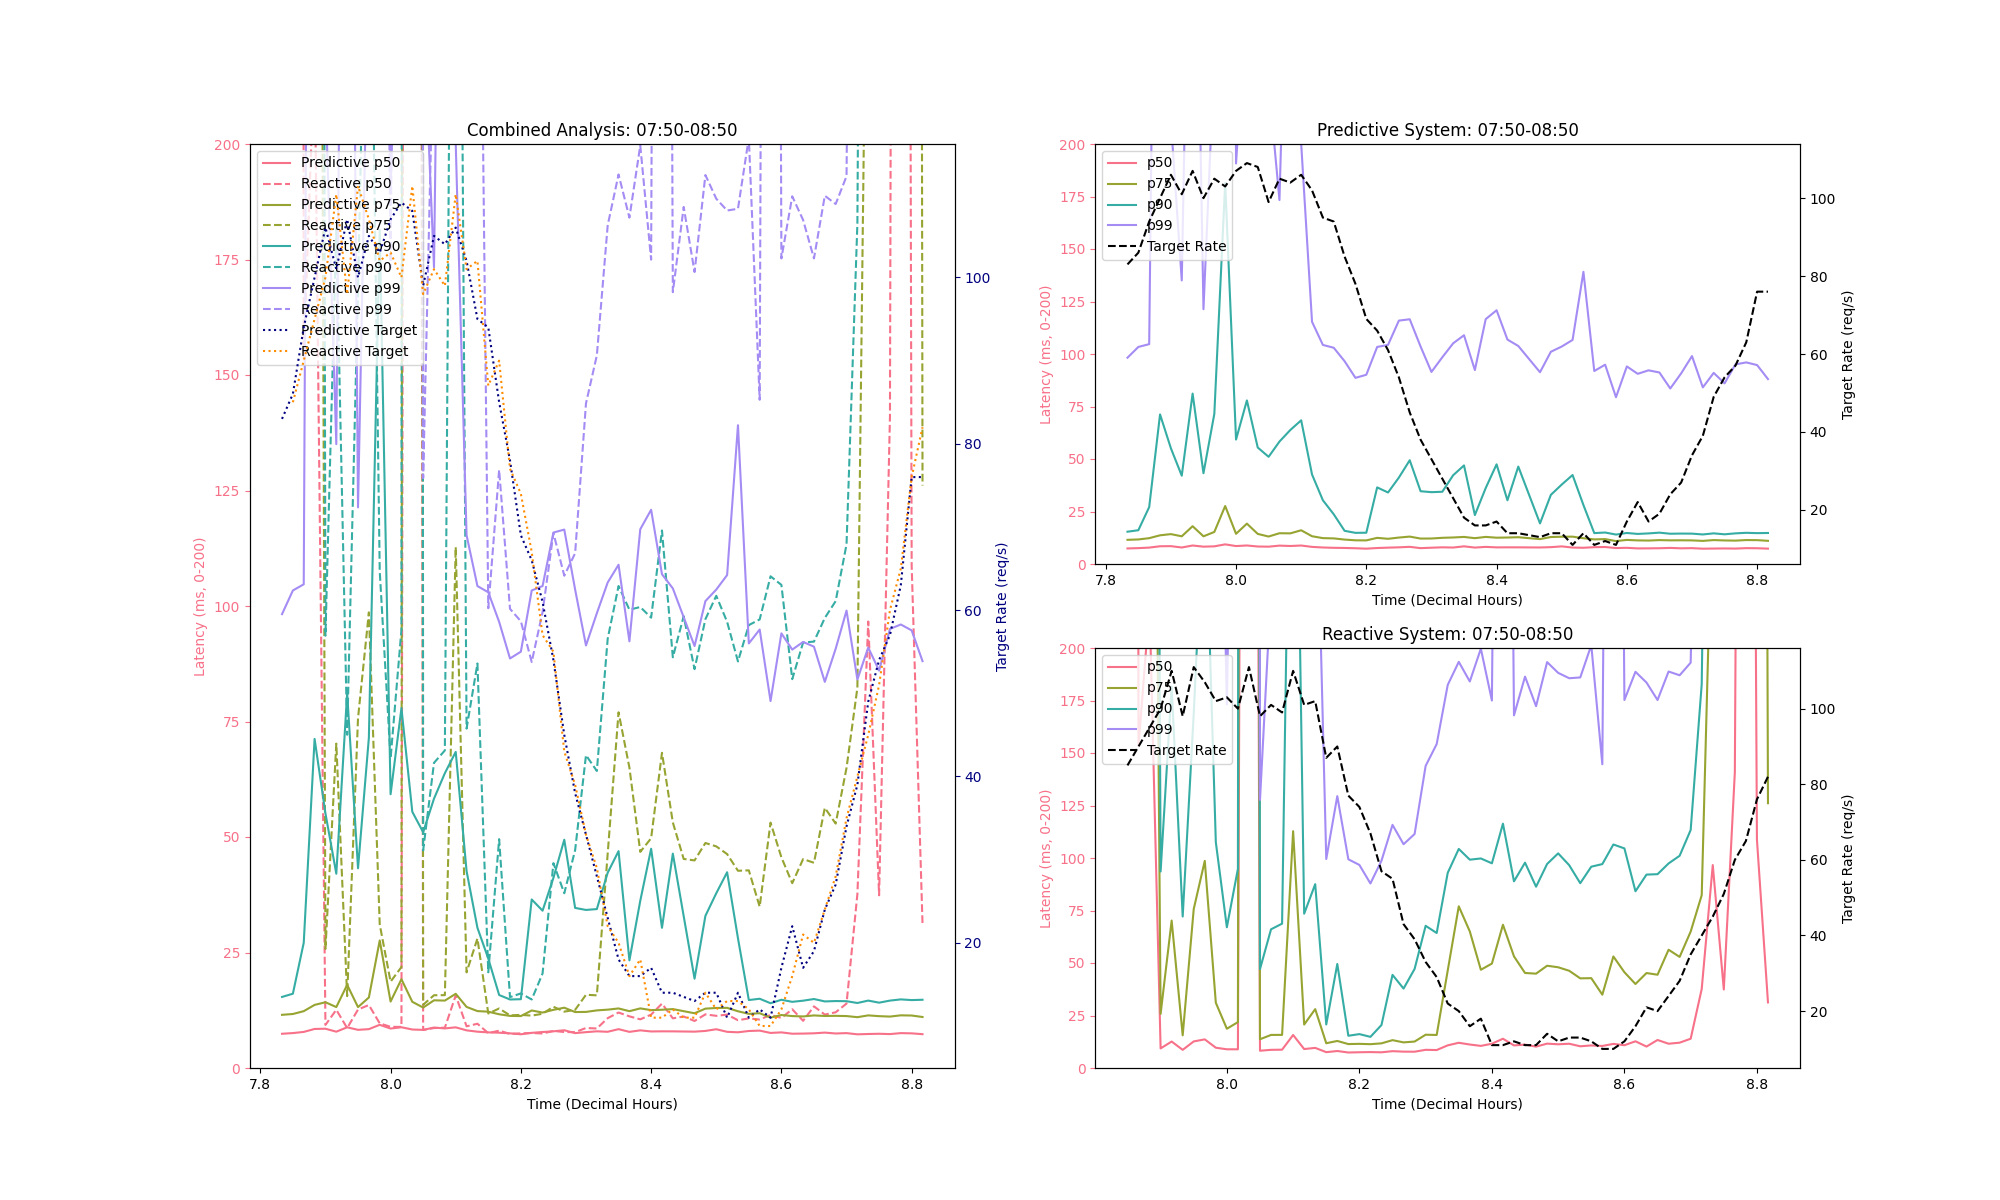 Combined Analysis: 07:50-08:50
200
175
150
125
100
75
50
25
0
Latency (ms, 0-200)
Predictive p50
Reactive p50
Predictive p75
Reactive p75
Predictive p90
Reactive p90
Predictive p99
Reactive p99
Predictive Target
Reactive Target
100
80
60
40
20
Target Rate (req/s)
7.8 8.0 8.2 8.4 8.6 8.8
Time (Decimal Hours)
Predictive System: 07:50-08:50
200
175
150
125
100
75
50
25
0
Latency (ms, 0-200)
p50
p75
p90
p99
Target Rate
100
80
60
40
20
Target Rate (req/s)
7.8 8.0 8.2 8.4 8.6 8.8
Time (Decimal Hours)
Reactive System: 07:50-08:50
200
175
150
125
100
75
50
25
0
Latency (ms, 0-200)
p50
p75
p90
p99
Target Rate
100
80
60
40
20
Target Rate (req/s)
8.0 8.2 8.4 8.6 8.8
Time (Decimal Hours)